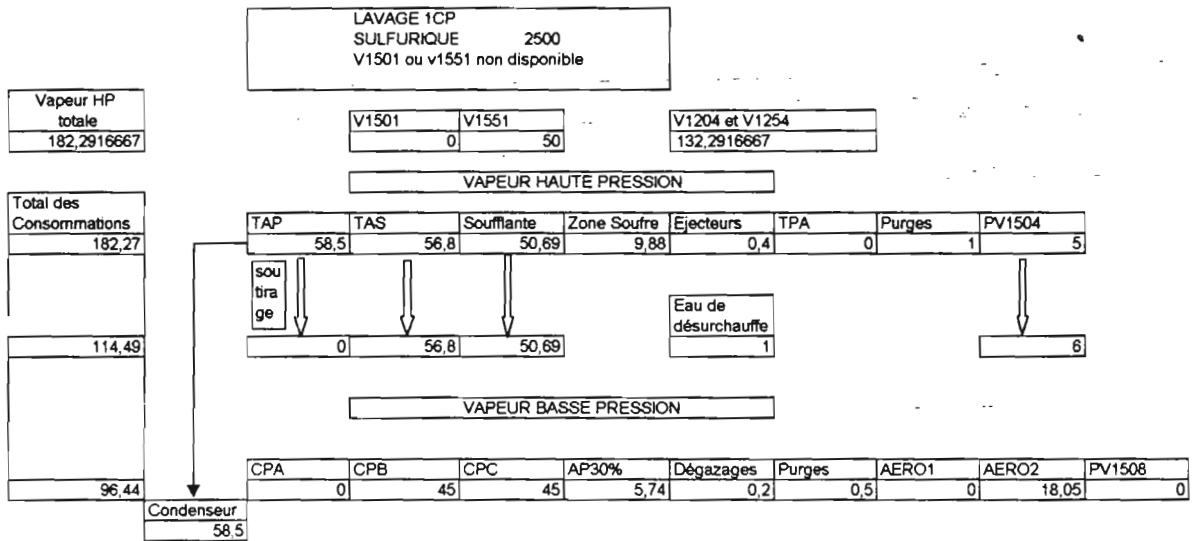 LAVAGE 1CP
SULFURIQUE 2500
V1501 ou v1551 non disponible
Vapeur HP
totale
182,2916667
V1501 V1551
0 50
V1204 et V1254
132,2916667
VAPEUR HAUTE PRESSION
Total des
Consommations
182,27
TAP TAS Soufflante Zone Soufre Ejecteurs TPA Purges PV1504
58,5 56,8 50,69 9,88 0,4 0 1 5
sou
tira
ge
Eau de
désurchauffe
114,49 0 56,8 50,69 1 6
VAPEUR BASSE PRESSION
CPA CPB CPC AP30% Dégazages Purges AERO1 AERO2 PV1508
96,44 0 45 45 5,74 0,2 0,5 0 18,05 0
Condenseur
58,5